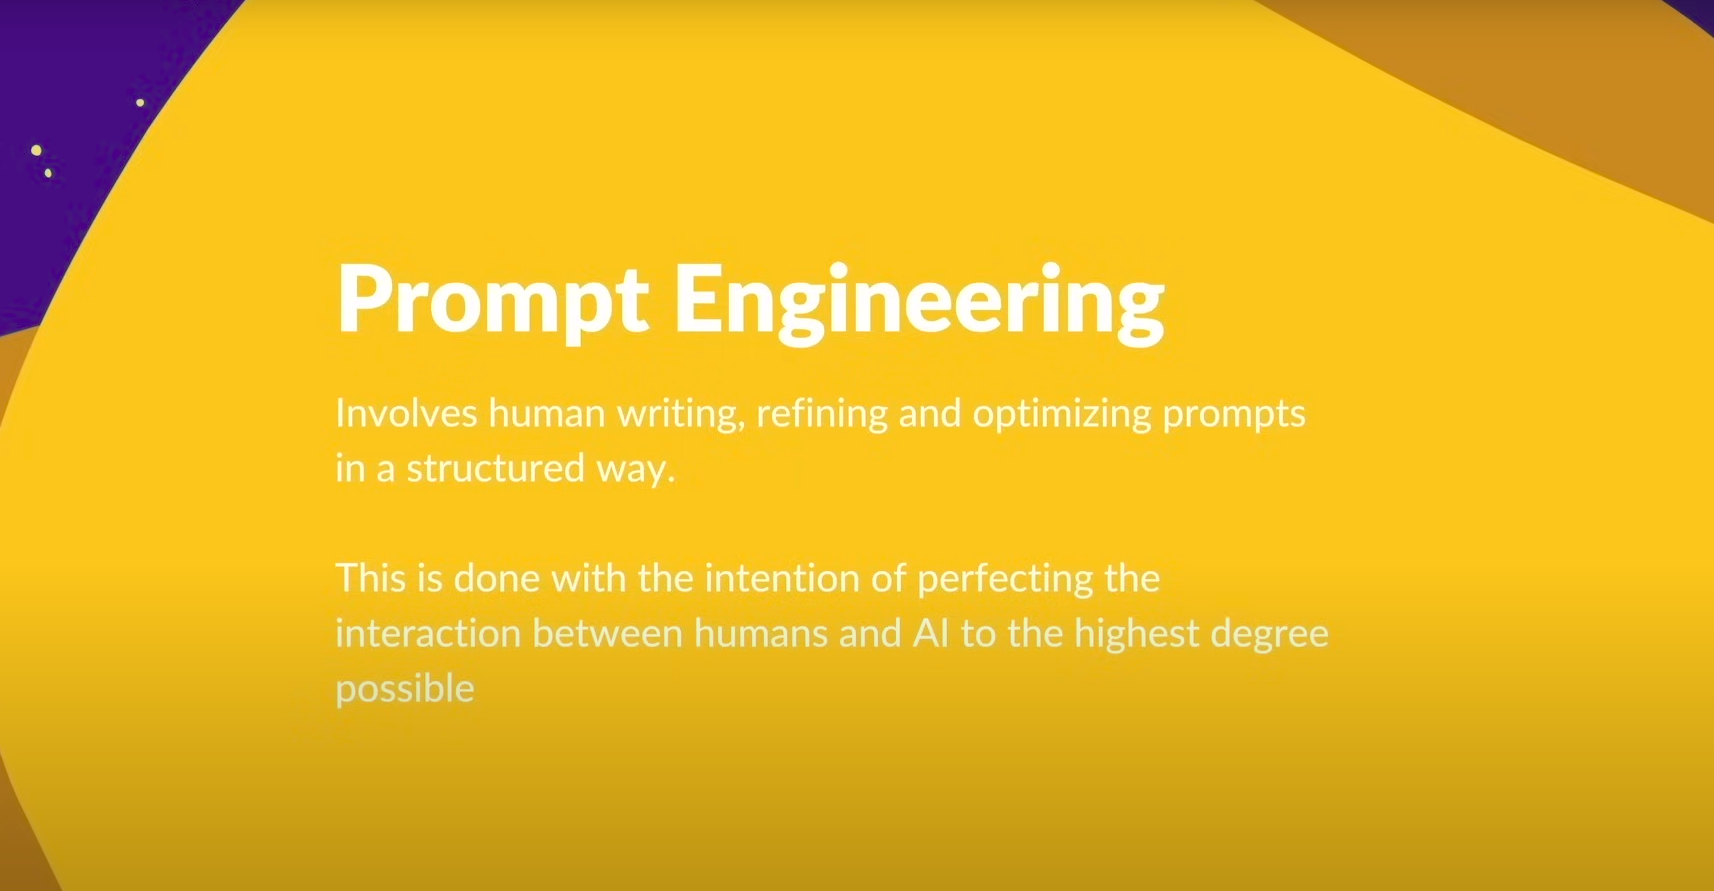 Prompt Engineering
Involves human writing, refining and optimizing prompts
in a structured way.
This is done with the intention of perfecting the
interaction between humans and AI to the highest degree
possible